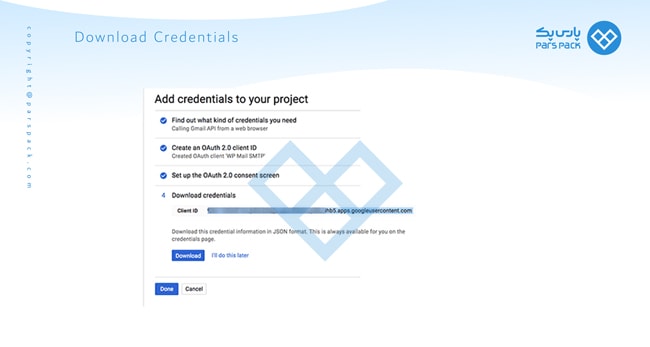 Download Credentials
پارس پک
PARS PACK
copyright@parspack.com
Add credentials to your project
Find out what kind of credentials you need
Calling Gmail API from a web browser
Create an OAuth 2.0 client ID
Created OAuth client 'WP Mail SMTP'
Set up the OAuth 2.0 consent screen
4 Download credentials
Client ID hb5.apps.googleusercontent.com
Download this credential information in JSON format. This is always available for you on the
credentials page.
Download I'll do this later
Done Cancel